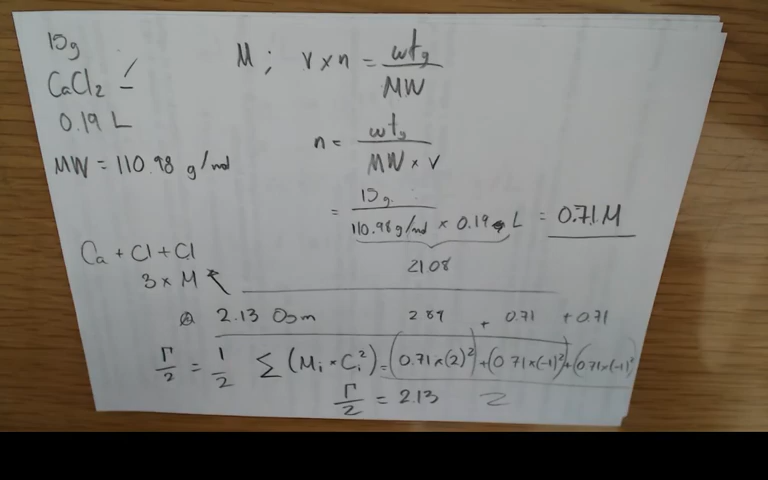 15g
CaCl2
0.19 L
MW = 110.98 g/mol
M; v x n = wtg / MW
n = wtg / MW x v
= 15g / 110.98 g/mol x 0.19 L = 0.71 M
21.08
Ca + Cl + Cl
3 x M
2.13 Osm
2.84 + 0.71 + 0.71
Γ/2 = 1/2 Σ (Mi x Ci²) = (0.71 x (2)²) + (0.71 x (-1)²) + (0.71 x (-1)²
Γ/2 = 2.13